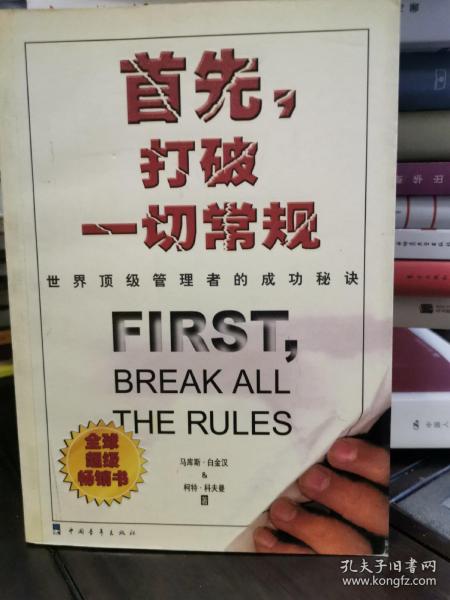 首先，
打破
一切常规
世界顶级管理者的成功秘诀
FIRST,
BREAK ALL
THE RULES
全球
超级
畅销书
马库斯·白金汉
&
柯特·科夫曼
著
中国青年出版社
孔夫子旧书网
www.kongfz.com